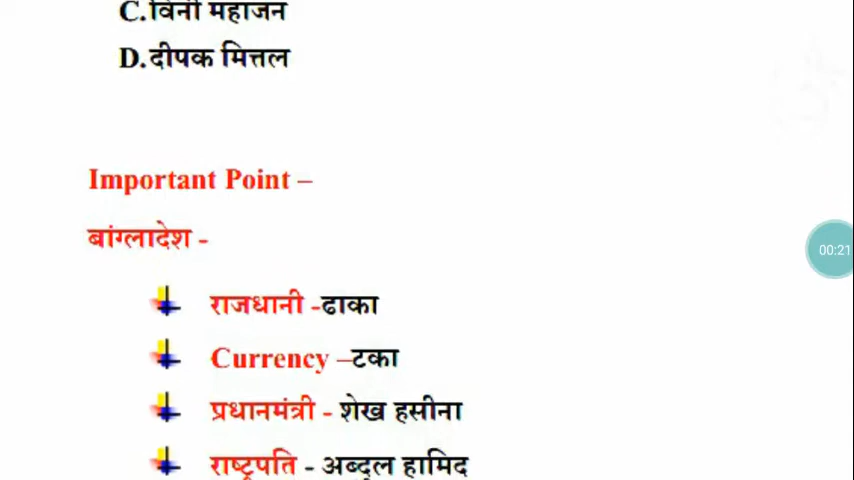 C.विनी महाजन
D.दीपक मित्तल
Important Point –
बांग्लादेश -
राजधानी -ढाका
00:21
Currency –टका
प्रधानमंत्री - शेख हसीना
राष्ट्रपति - अब्दुल हामिद